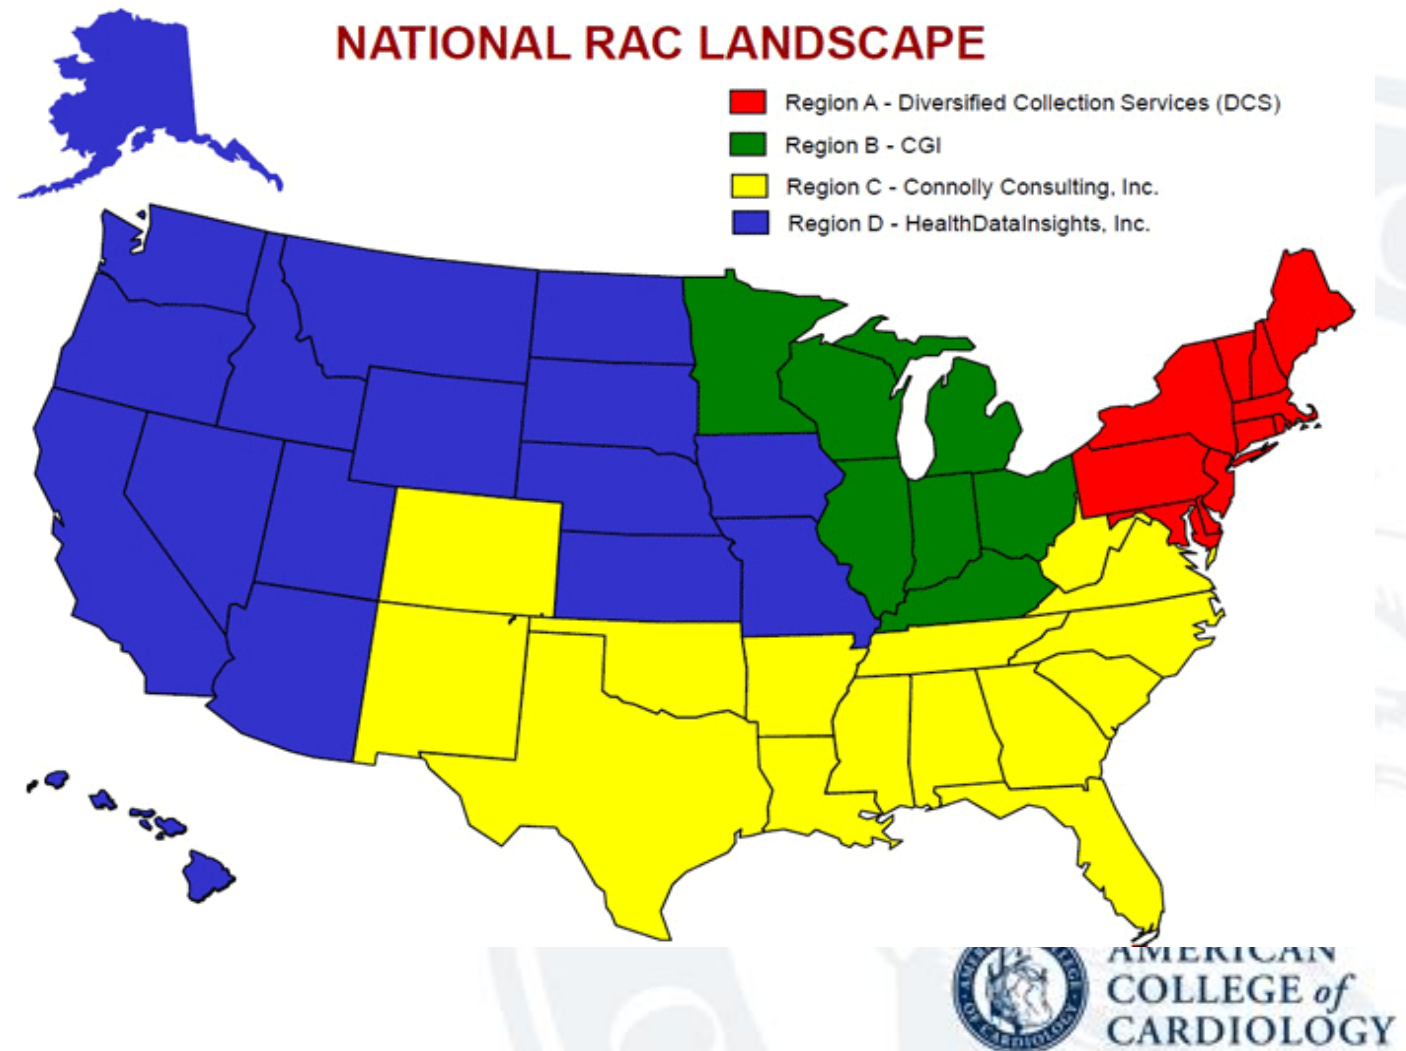 NATIONAL RAC LANDSCAPE
Region A - Diversified Collection Services (DCS)
Region B - CGI
Region C - Connolly Consulting, Inc.
Region D - HealthDataInsights, Inc.
AMERICAN
COLLEGE of
CARDIOLOGY